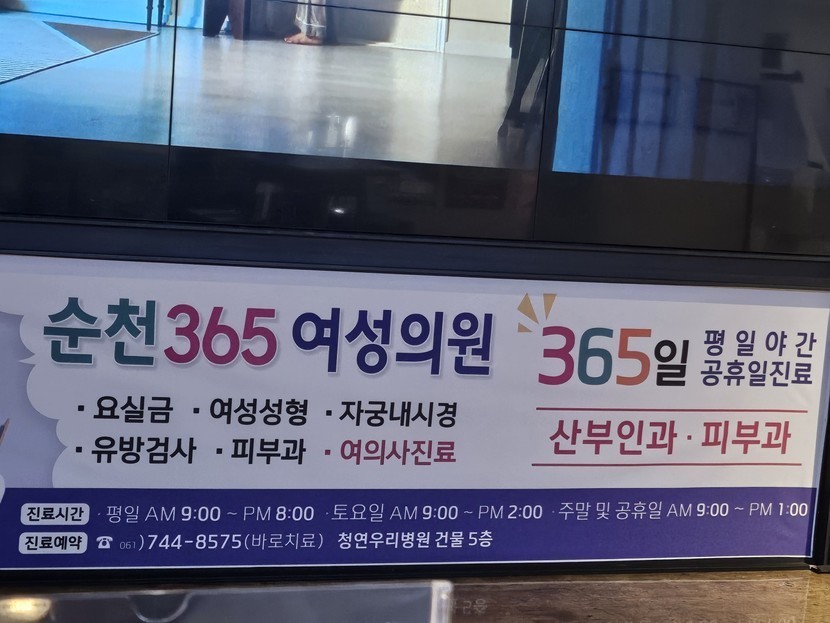 순천365 여성의원
· 요실금 · 여성성형 · 자궁내시경
· 유방검사 · 피부과 · 여의사진료
365일 평일야간 공휴일진료
산부인과 · 피부과
진료시간 · 평일 AM 9:00 ~ PM 8:00 · 토요일 AM 9:00 ~ PM 2:00 · 주말 및 공휴일 AM 9:00 ~ PM 1:00
진료예약 ☎ 061)744-8575(바로치료) 청연우리병원 건물 5층